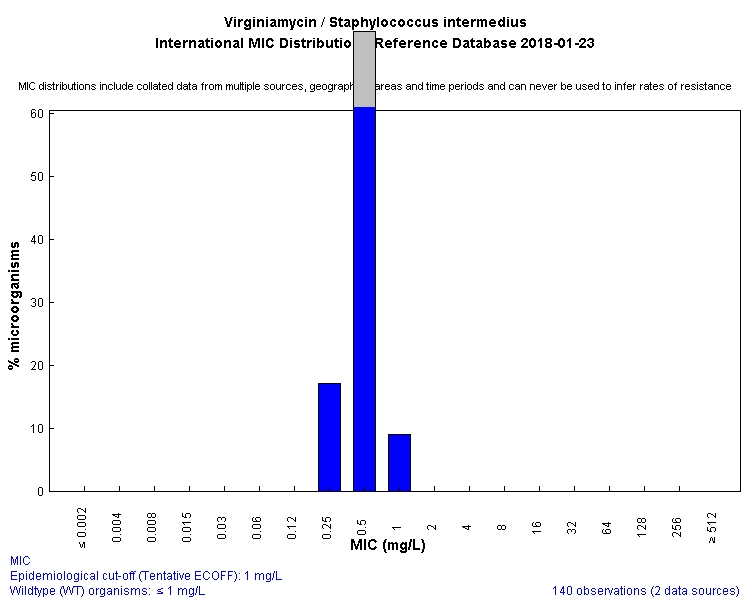 Virginiamycin / Staphylococcus intermedius
International MIC Distribution Reference Database 2018-01-23
MIC distributions include collated data from multiple sources, geograph areas and time periods and can never be used to infer rates of resistance
60
50
40
30
20
10
0
% microorganisms
≤ 0.002
0.004
0.008
0.015
0.03
0.06
0.12
0.25
0.5
1
2
4
8
16
32
64
128
256
≥ 512
MIC (mg/L)
MIC
Epidemiological cut-off (Tentative ECOFF): 1 mg/L
Wildtype (WT) organisms: ≤ 1 mg/L
140 observations (2 data sources)